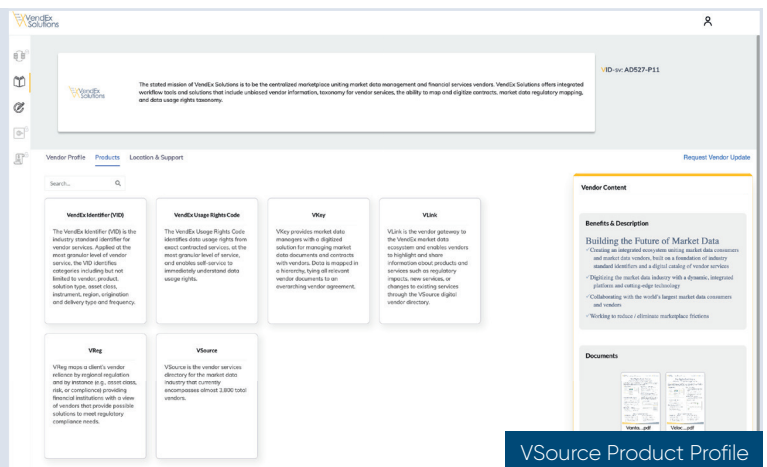 VendEx
Solutions
VID-sv: AD527-P11
VendEx
Solutions
The stated mission of VendEx Solutions is to be the centralized marketplace uniting market data management and financial services vendors. VendEx Solutions offers integrated
workflow tools and solutions that include unbiased vendor information, taxonomy for vendor services, the ability to map and digitize contracts, market data regulatory mapping,
and data usage rights taxonomy.
Vendor Profile Products Location & Support Request Vendor Update
Search...
VendEx Identifier (VID)
The VendEx Identifier (VID) is the
industry standard identifier for
vendor services. Applied at the
most granular level of vendor
service, the VID identifies
categories including but not
limited to vendor, product,
solution type, asset class,
instrument, region, origination
and delivery type and frequency.
VendEx Usage Rights Code
The VendEx Usage Rights Code
identifies data usage rights from
exact contracted services, at the
most granular level of service,
and enables self-service to
immediately understand data
usage rights.
VKey
VKey provides market data
managers with a digitized
solution for managing market
data documents and contracts
with vendors. Data is mapped in
a hierarchy, tying all relevant
vendor documents to an
overarching vendor agreement.
VLink
VLink is the vendor gateway to
the VendEx market data
ecosystem and enables vendors
to highlight and share
information about products and
services such as regulatory
impacts, new services, or
changes to existing services
through the VSource digital
vendor directory.
VReg
VReg maps a client's vendor
reliance by regional regulation
and by instance (e.g., asset class,
risk, or compliance) providing
financial institutions with a view
of vendors that provide possible
solutions to meet regulatory
compliance needs.
VSource
VSource is the vendor services
directory for the market data
industry that currently
encompasses almost 3,800 total
vendors.
Vendor Content
Benefits & Description
Building the Future of Market Data
✓Creating an integrated ecosystem uniting market data consumers
and market data vendors, built on a foundation of industry
standard identifiers and a digital catalog of vendor services
✓Digitizing the market data industry with a dynamic, integrated
platform and cutting-edge technology
✓Collaborating with the world's largest market data consumers
and vendors
✓Working to reduce / eliminate marketplace frictions
Documents
VSource Product Profile